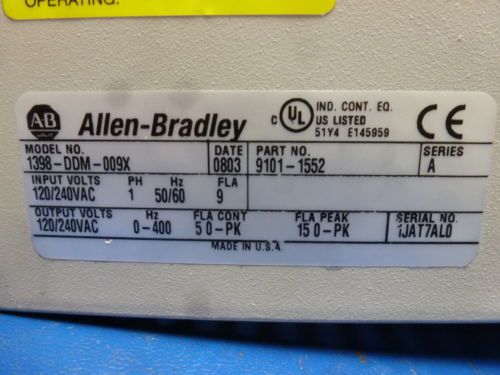 OPERATING.
AB
Allen-Bradley
C UL US LISTED
IND. CONT. EQ.
51Y4 E145959
CE
MODEL NO. DATE PART NO. SERIES
1398-DDM-009X 0803 9101-1552 A
INPUT VOLTS PH Hz FLA
120/240VAC 1 50/60 9
OUTPUT VOLTS Hz FLA CONT FLA PEAK SERIAL NO.
120/240VAC 0-400 5 0-PK 15 0-PK 1JAT7AL0
MADE IN U.S.A